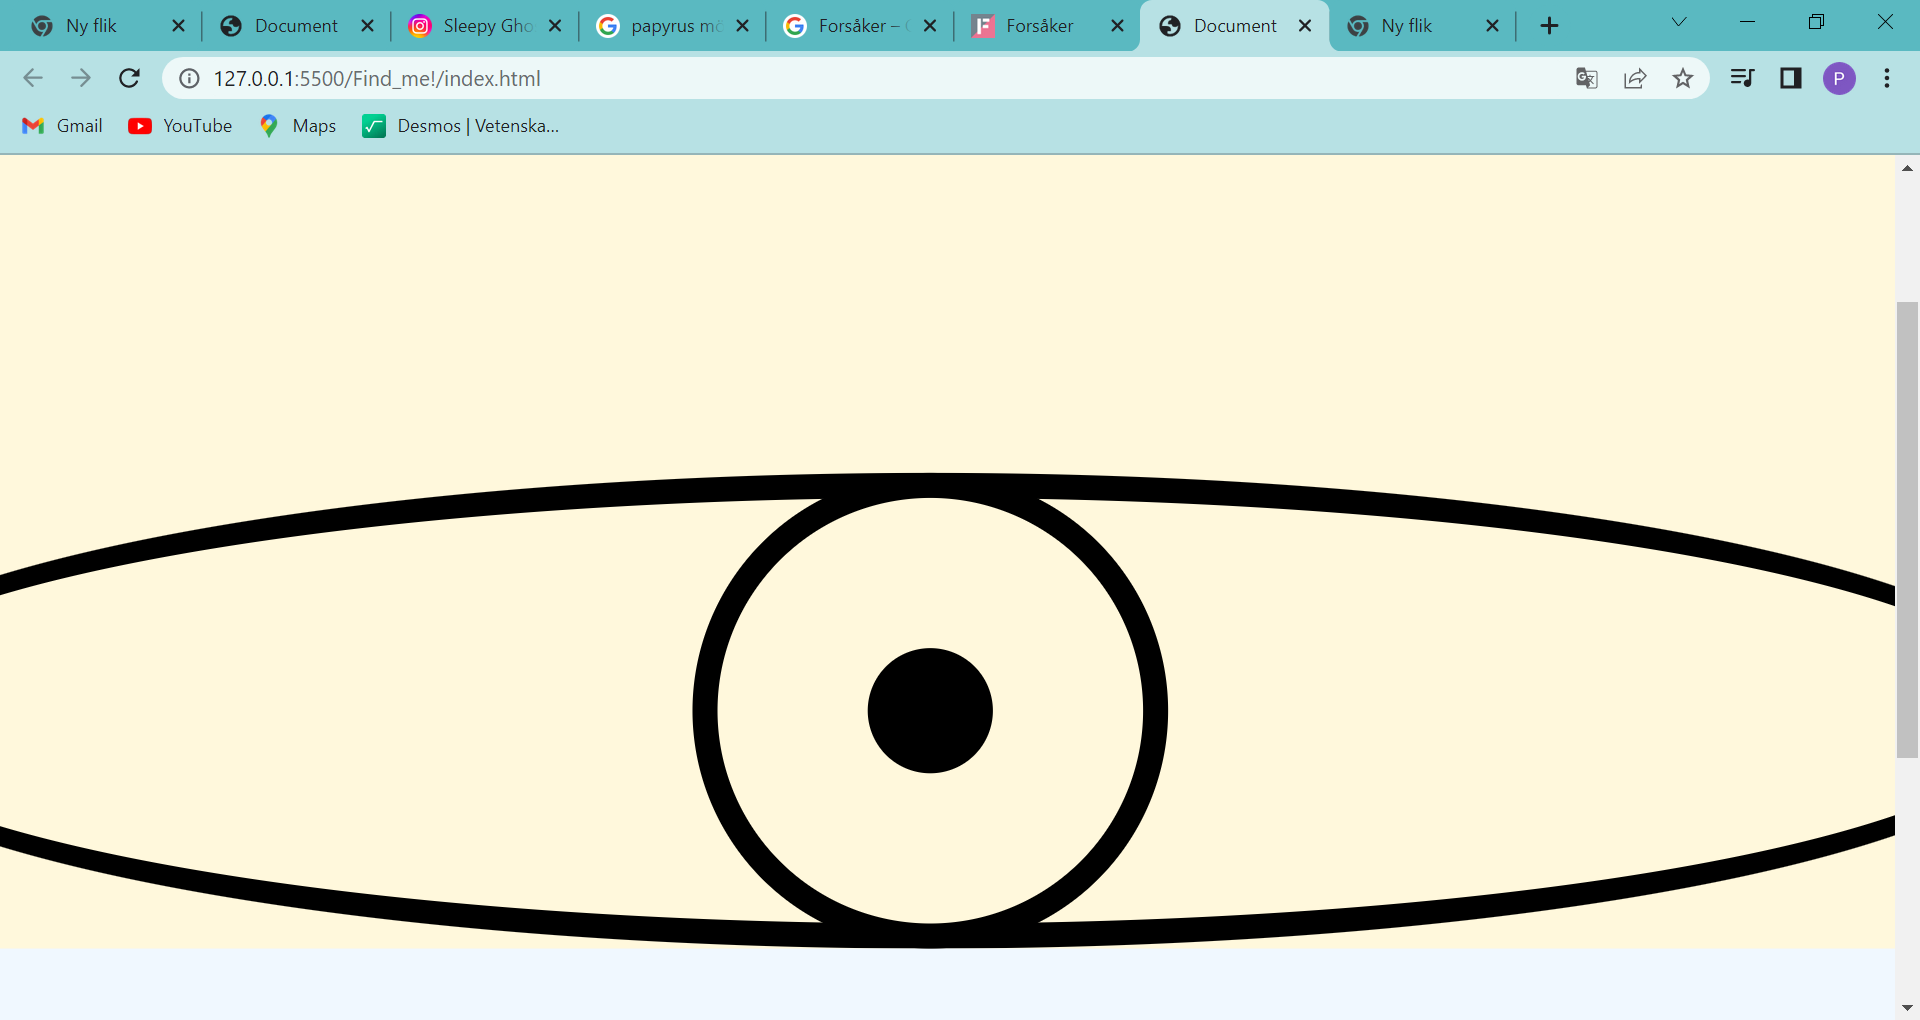 Ny flik
Document
Sleepy Gho
papyrus mö
Forsåker –
Forsåker
Document
Ny flik
127.0.0.1:5500/Find_me!/index.html
P
Gmail
YouTube
Maps
Desmos | Vetenska...